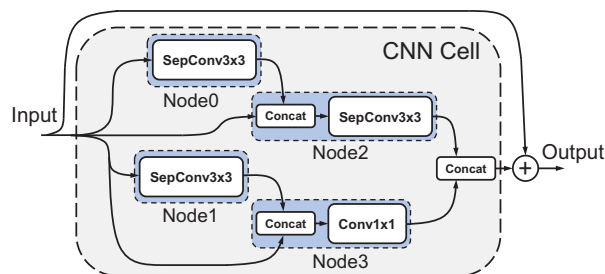 CNN Cell
SepConv3x3
Node0
Input
Concat
SepConv3x3
Node2
SepConv3x3
Node1
Concat
Output
Concat
Conv1x1
Node3